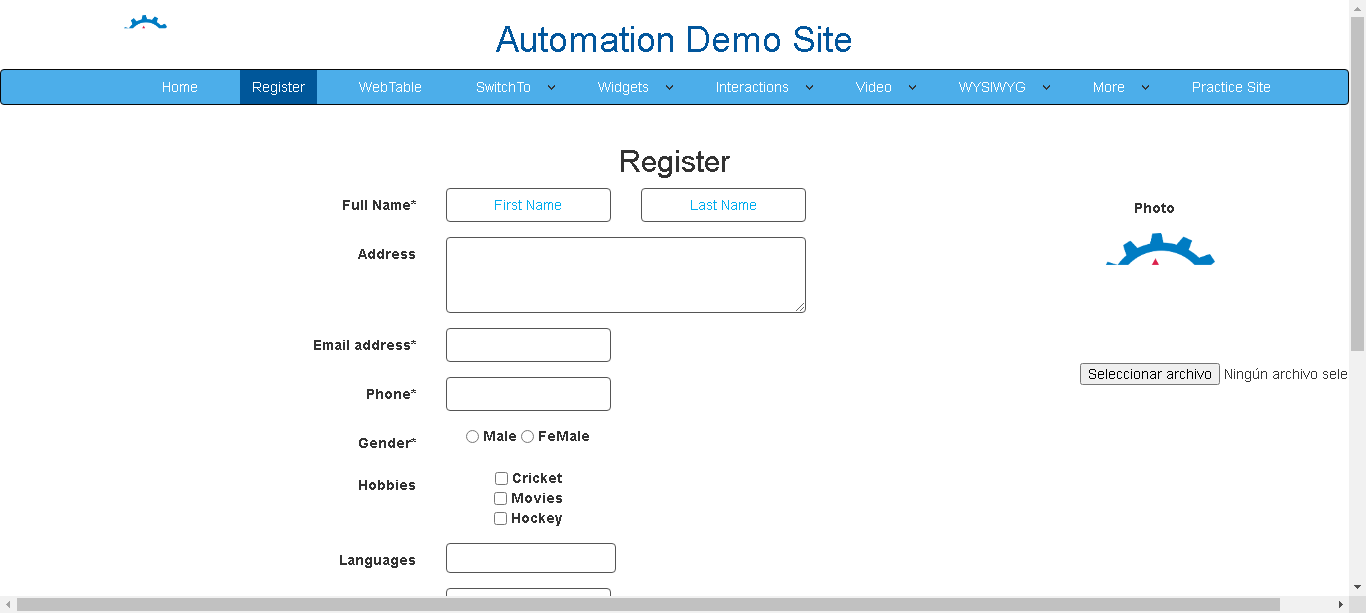 Automation Demo Site
Home Register WebTable SwitchTo Widgets Interactions Video WYSIWYG More Practice Site
Register
Full Name* First Name Last Name
Photo
Address
Email address*
Phone*
Seleccionar archivo Ningún archivo sele
Gender* Male FeMale
Hobbies Cricket
Movies
Hockey
Languages